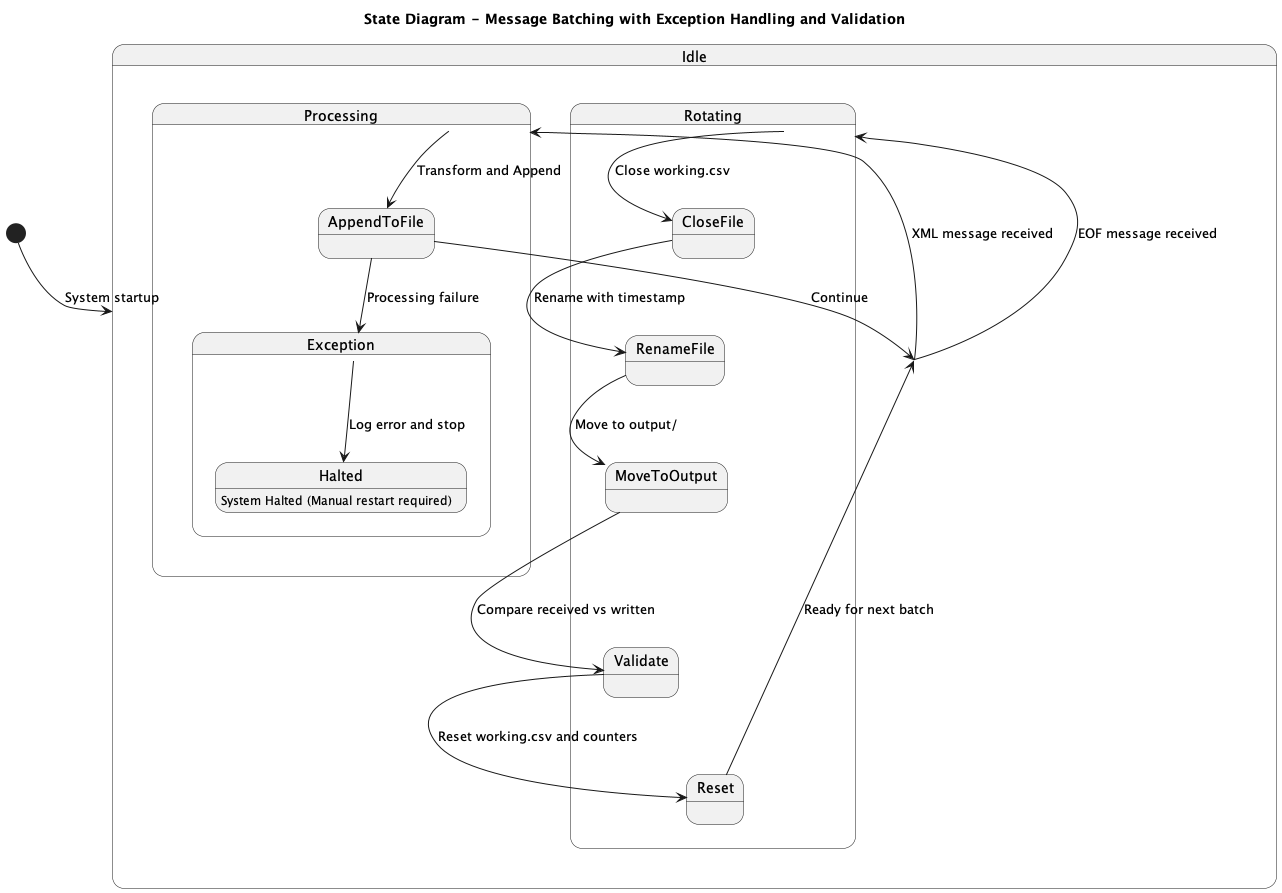 State Diagram - Message Batching with Exception Handling and Validation
Idle
Processing
Rotating
Transform and Append
Close working.csv
AppendToFile
CloseFile
XML message received
EOF message received
System startup
Processing failure
Rename with timestamp
Continue
Exception
RenameFile
Log error and stop
Move to output/
Halted
System Halted (Manual restart required)
MoveToOutput
Compare received vs written
Ready for next batch
Validate
Reset working.csv and counters
Reset